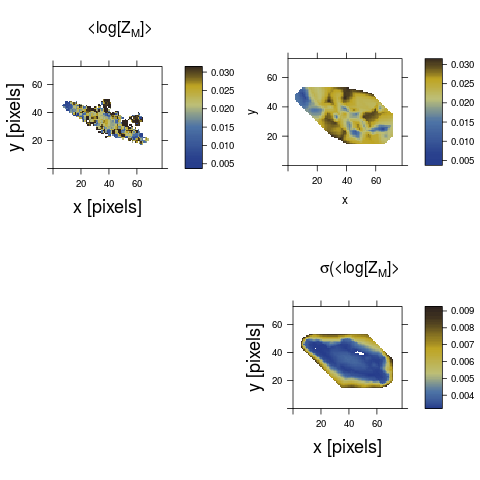 <log[Z_M]>
60
40
20
20 40 60
y [pixels]
x [pixels]
0.030
0.025
0.020
0.015
0.010
0.005
60
40
20
20 40 60
y
x
0.030
0.025
0.020
0.015
0.010
0.005
σ(<log[Z_M]>
60
40
20
20 40 60
y [pixels]
x [pixels]
0.009
0.008
0.007
0.006
0.005
0.004